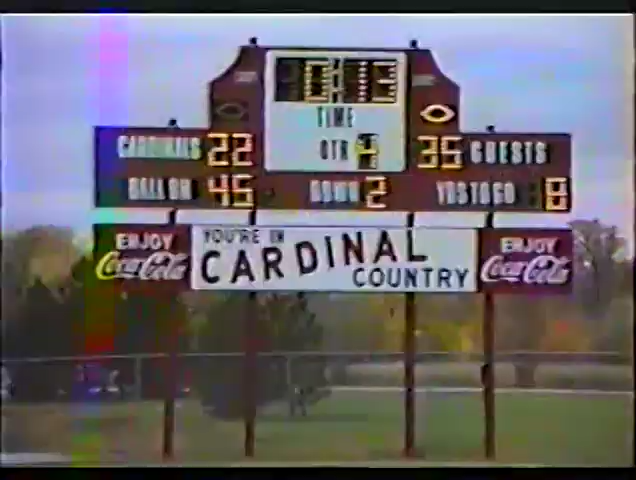 0:13
TIME
QTR 4
CARDINALS 22 35 GUESTS
BALL ON 45 DOWN 2 YDS TO GO 8
ENJOY Coca-Cola
YOU'RE IN CARDINAL COUNTRY
ENJOY Coca-Cola